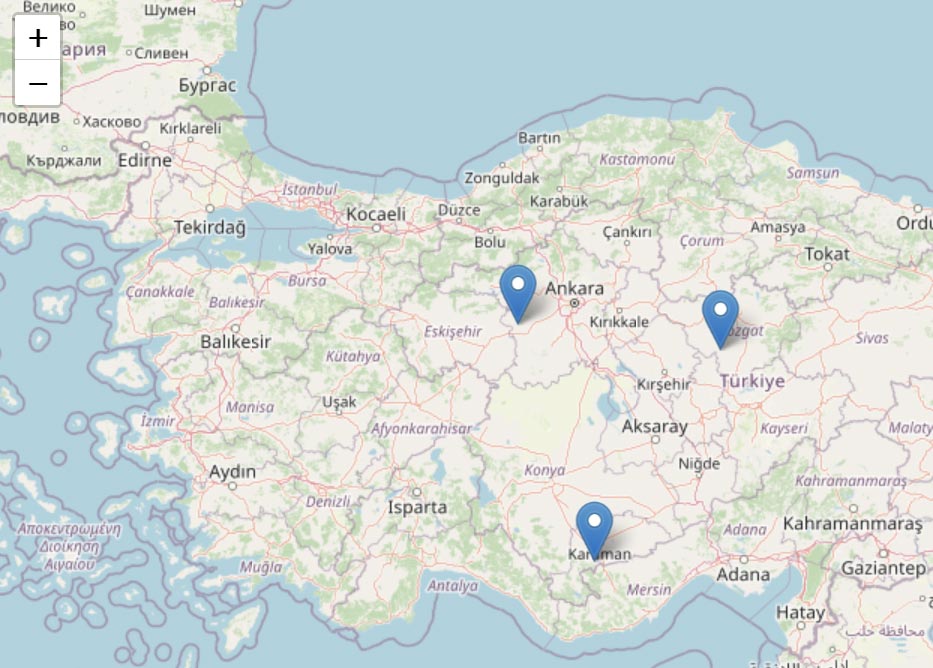 Велико
Шумен
+
ария
Сливен
−
Бургас
ловдив
Хасково
Kırklareli
Кърджали
Edirne
Bartın
Kastamonu
Zonguldak
Samsun
İstanbul
Karabük
Tekirdağ
Kocaeli
Düzce
Ordu
Yalova
Bolu
Çankırı
Çorum
Amasya
Tokat
Bursa
Çanakkale
Balıkesir
Ankara
Kırıkkale
Eskişehir
ozgat
Sivas
Balıkesir
Kütahya
Kırşehir
Türkiye
Uşak
Manisa
İzmir
Afyonkarahisar
Aksaray
Kayseri
Malaty
Aydın
Konya
Niğde
Denizli
Isparta
Kahramanmaraş
Αποκεντρωμένη
Διοίκηση
Αιγαίου
Adana
Kahramanmaraş
Karaman
Muğla
Antalya
Mersin
Adana
Gaziantep
Hatay
محافظة حلب